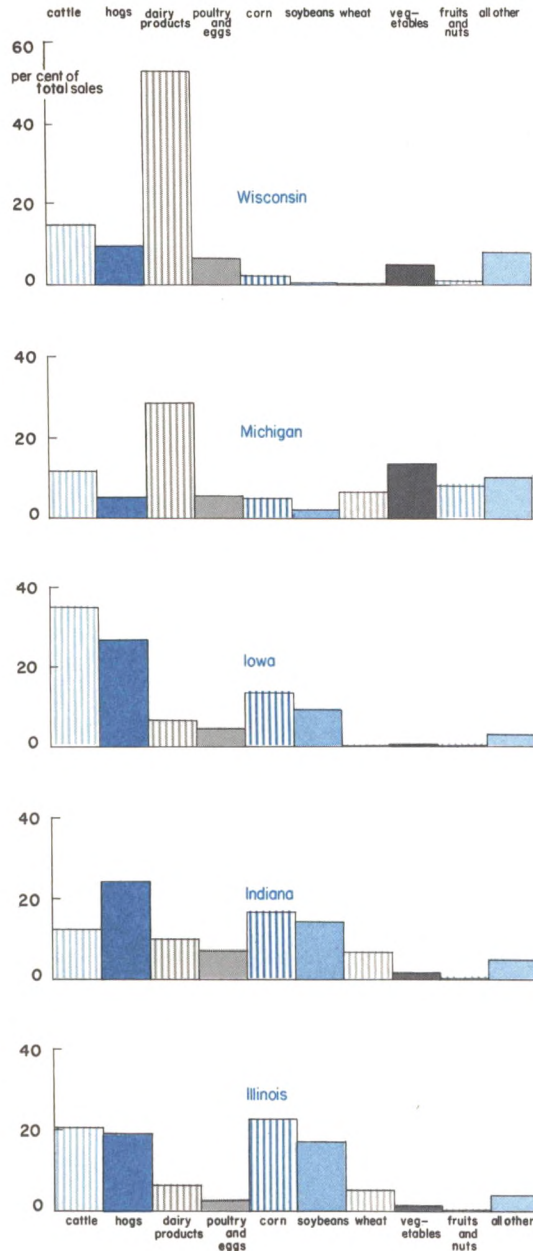 cattle hogs dairy products poultry and eggs corn soybeans wheat veg-etables fruits and nuts all other
60
per cent of
total sales
40
20
0
Wisconsin
40
20
0
Michigan
40
20
0
Iowa
40
20
0
Indiana
40
20
0
Illinois
cattle hogs dairy products poultry and eggs corn soybeans wheat veg-etables fruits and nuts all other